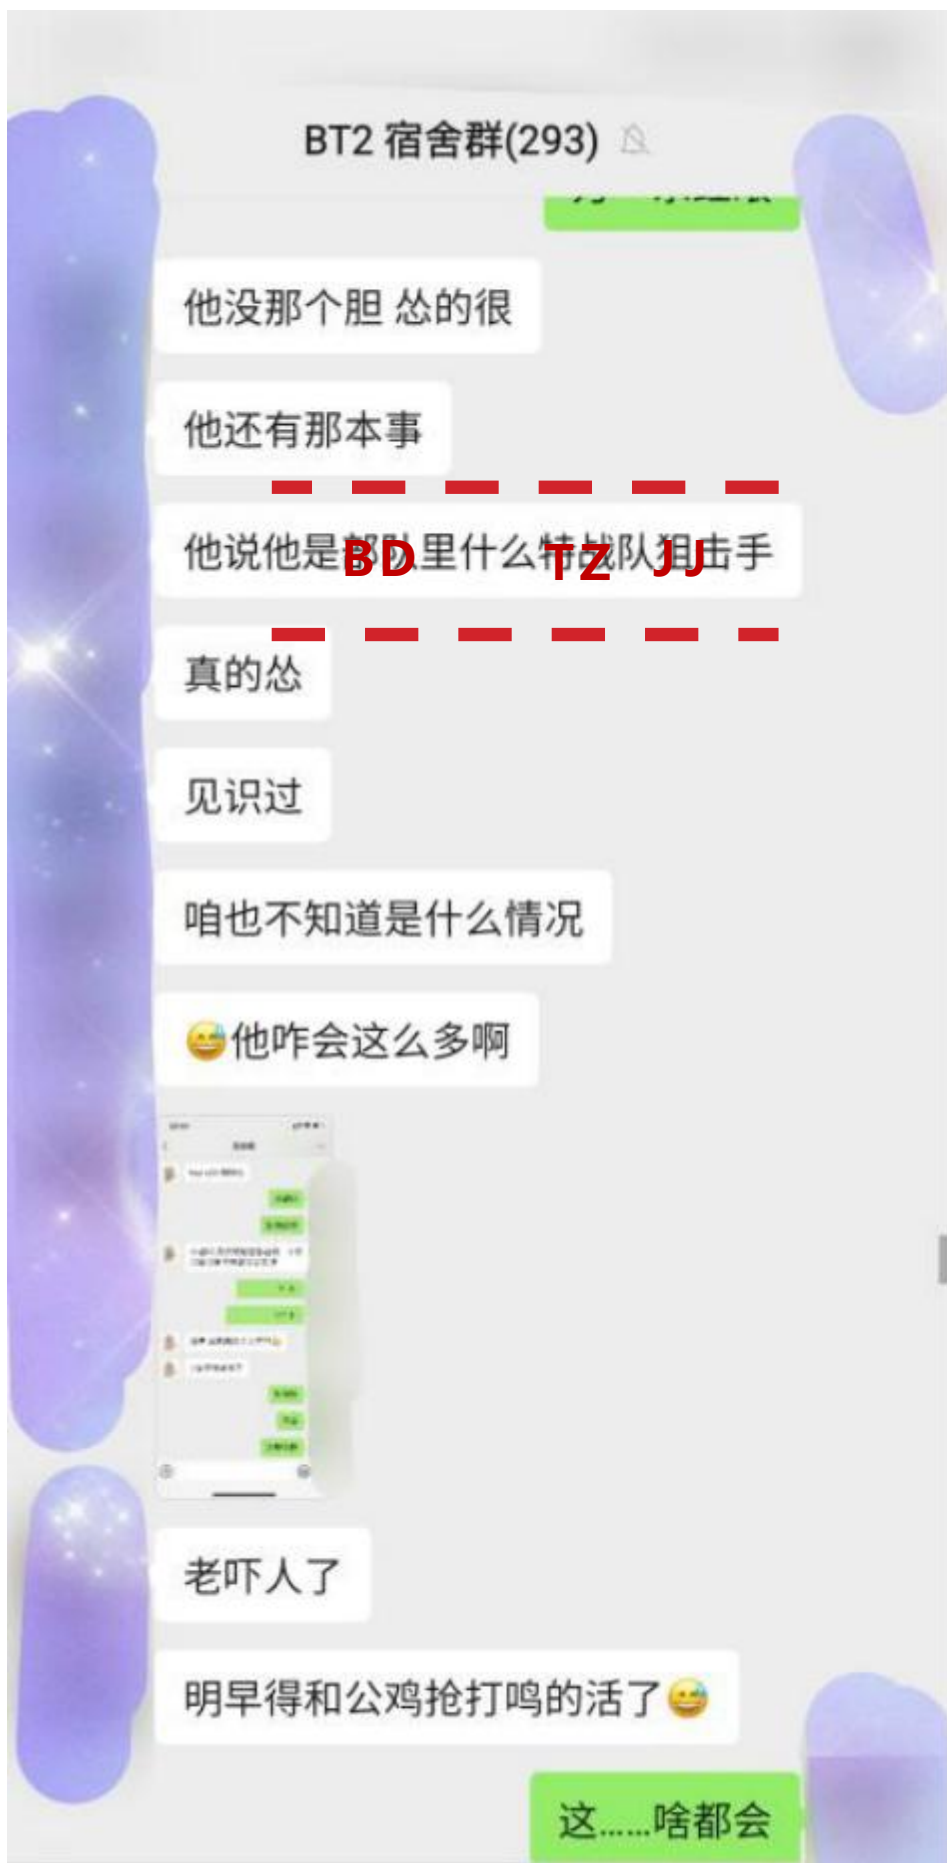 BT2 宿舍群(293)
他没那个胆 怂的很
他还有那本事
他说他是部队里什么特战队狙击手
BD TZ JJ
真的怂
见识过
咱也不知道是什么情况
😅他咋会这么多啊
老吓人了
明早得和公鸡抢打鸣的活了😅
这……啥都会